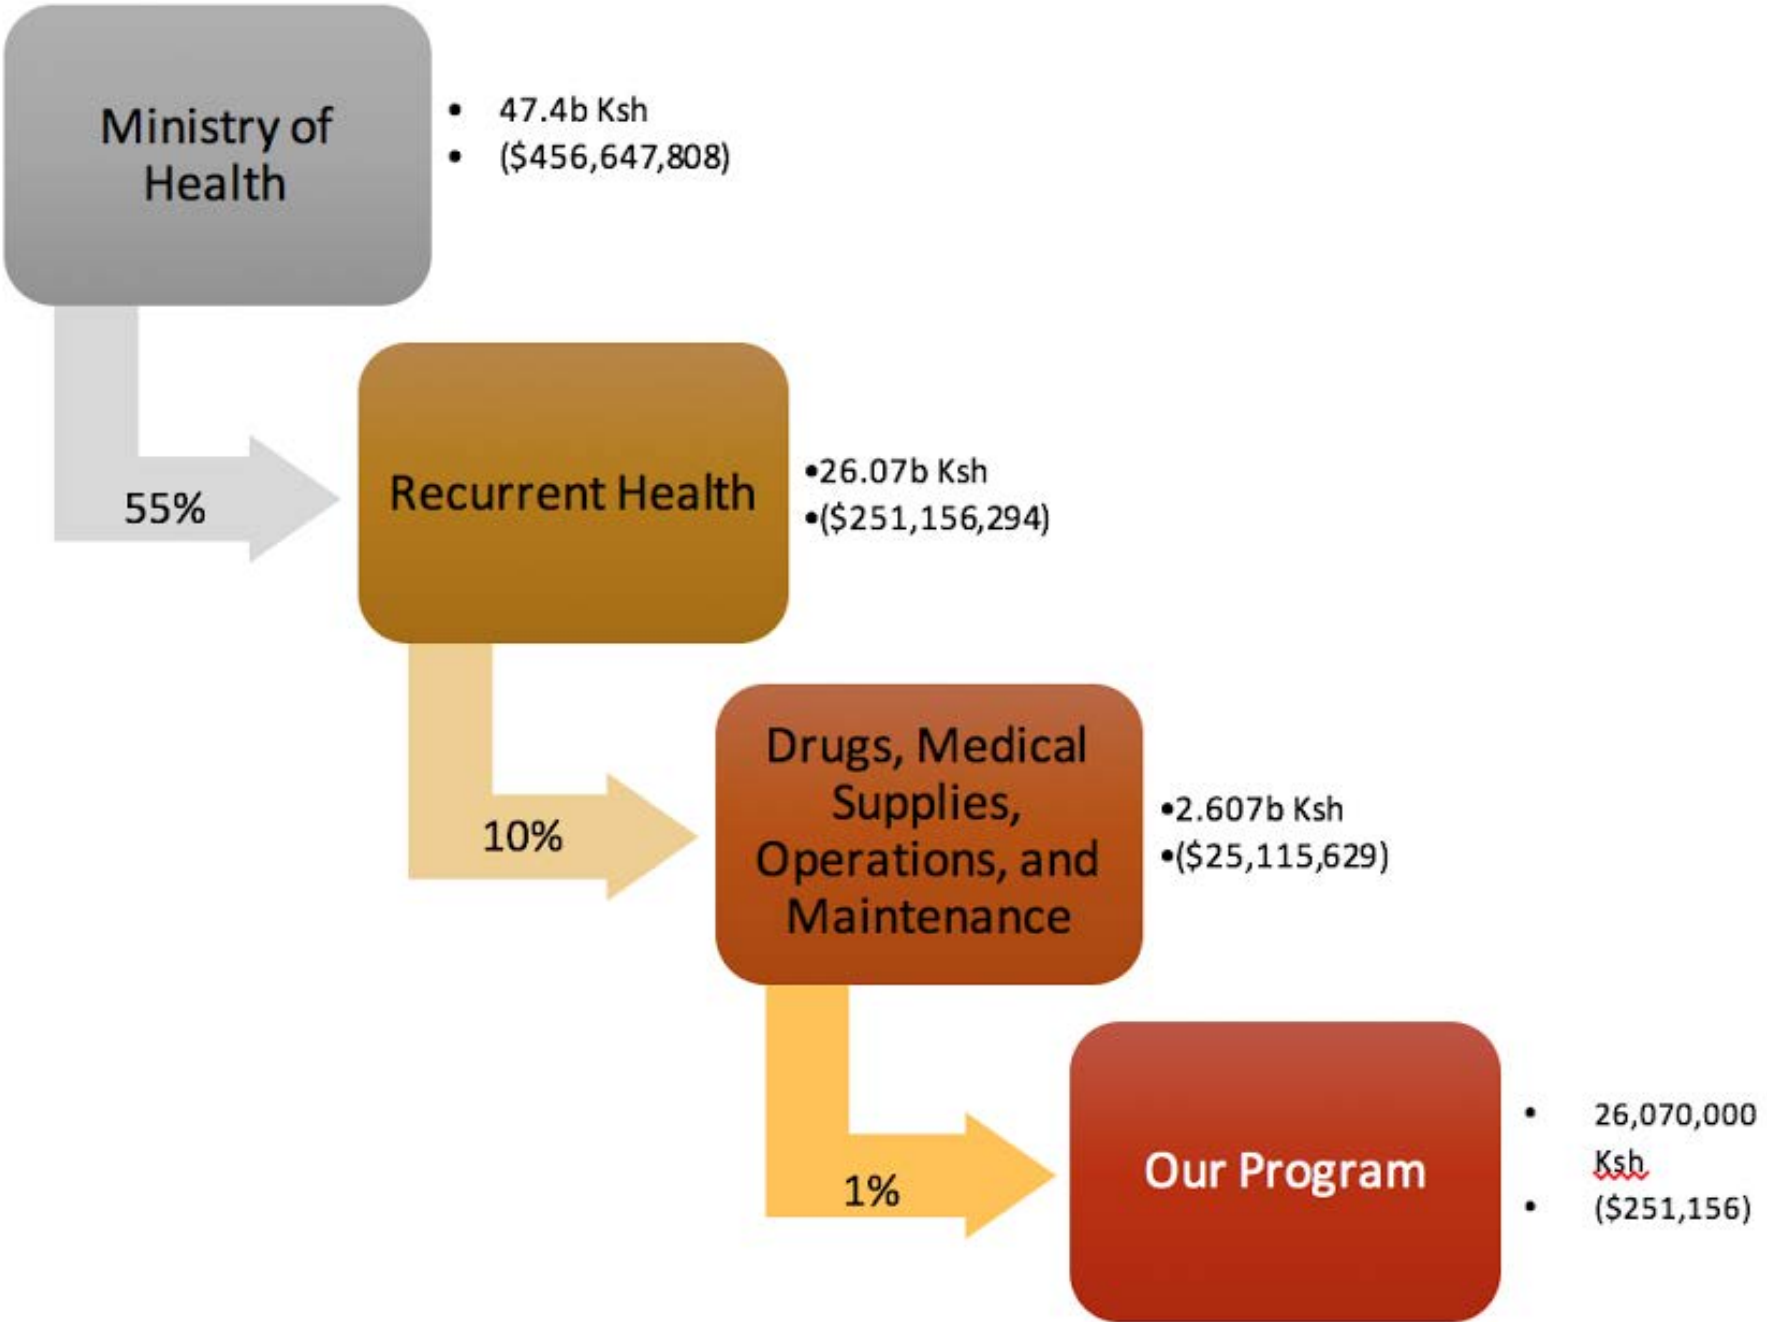 Ministry of
Health
• 47.4b Ksh
• ($456,647,808)
55%
Recurrent Health
•26.07b Ksh
•($251,156,294)
10%
Drugs, Medical
Supplies,
Operations, and
Maintenance
•2.607b Ksh
•($25,115,629)
1%
Our Program
• 26,070,000
Ksh
• ($251,156)